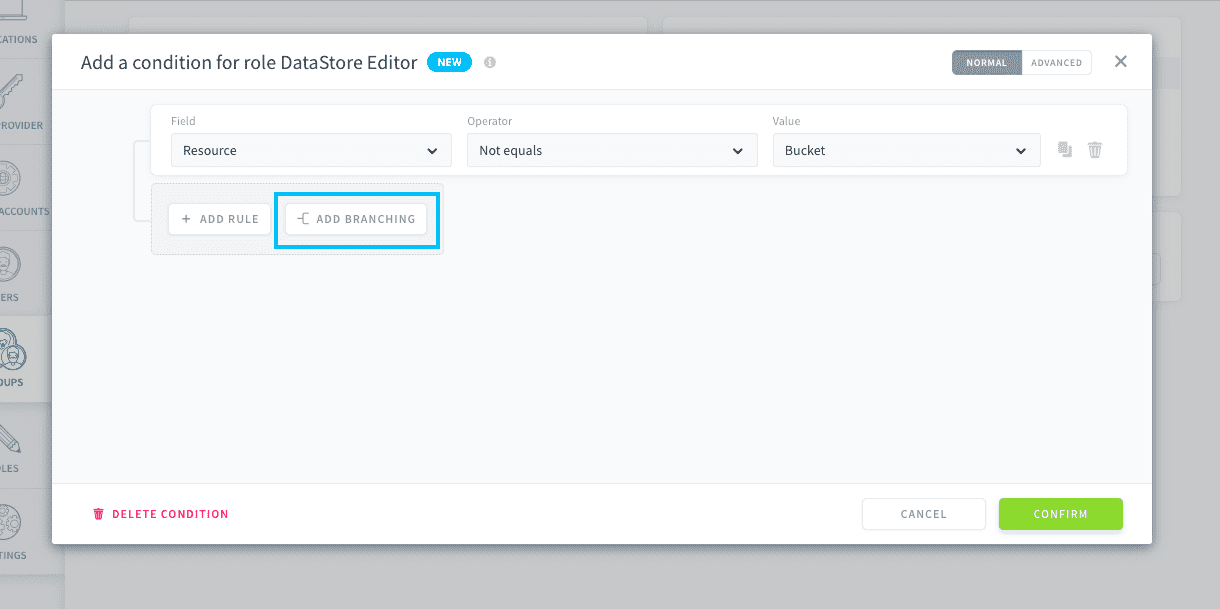 CATIONS
PROVIDER
ACCOUNTS
ERS
OUPS
LES
TINGS
Add a condition for role DataStore Editor NEW
NORMAL ADVANCED
Field Operator Value
Resource Not equals Bucket
+ ADD RULE ADD BRANCHING
DELETE CONDITION CANCEL CONFIRM